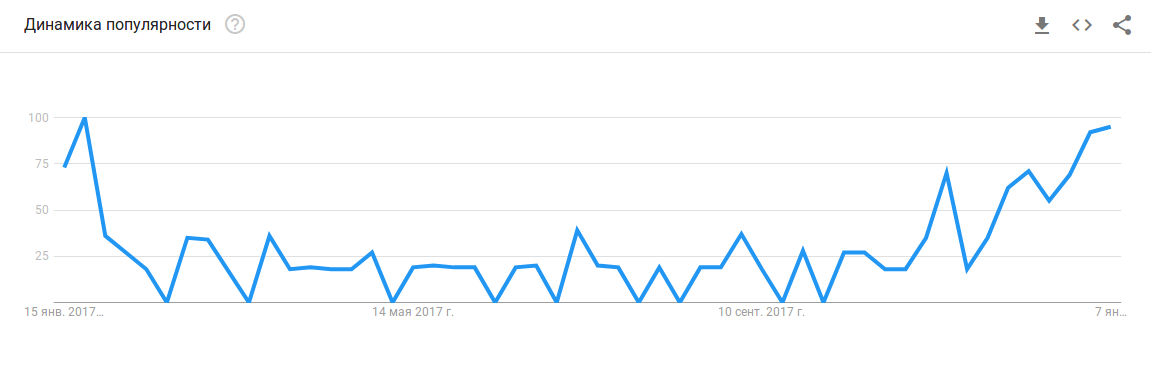 Динамика популярности
100
75
50
25
15 янв. 2017…
14 мая 2017 г.
10 сент. 2017 г.
7 ян…